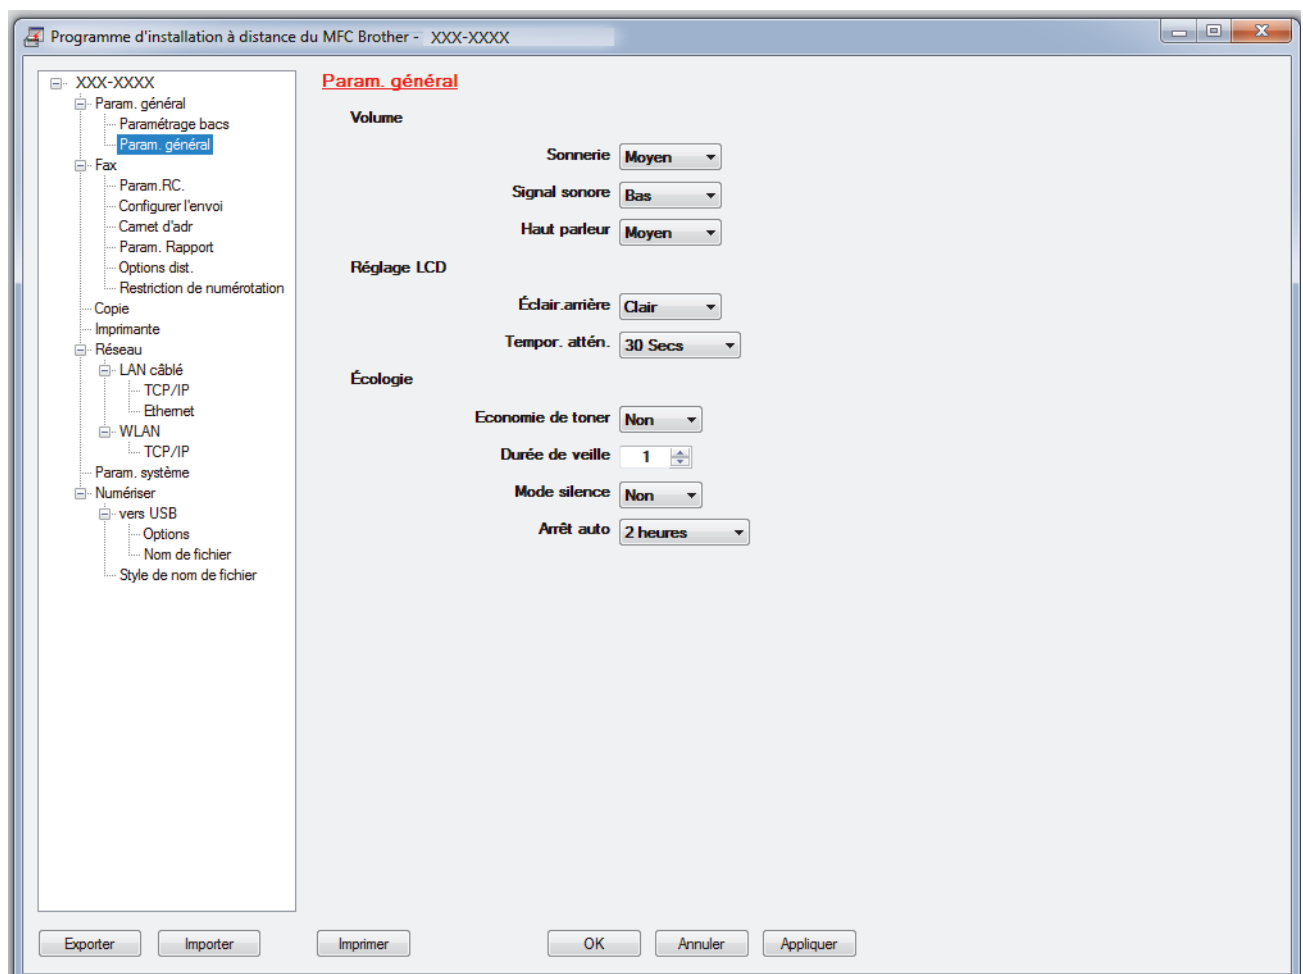 Programme d'installation à distance du MFC Brother - XXX-XXXX
XXX-XXXX
Param. général
Paramétrage bacs
Param. général
Fax
Param.RC.
Configurer l'envoi
Carnet d'adr
Param. Rapport
Options dist.
Restriction de numérotation
Copie
Imprimante
Réseau
LAN câblé
TCP/IP
Ethernet
WLAN
TCP/IP
Param. système
Numériser
vers USB
Options
Nom de fichier
Style de nom de fichier
Param. général
Volume
Sonnerie Moyen
Signal sonore Bas
Haut parleur Moyen
Réglage LCD
Éclair.arrière Clair
Tempor. attén. 30 Secs
Écologie
Economie de toner Non
Durée de veille 1
Mode silence Non
Arrêt auto 2 heures
Exporter Importer Imprimer OK Annuler Appliquer